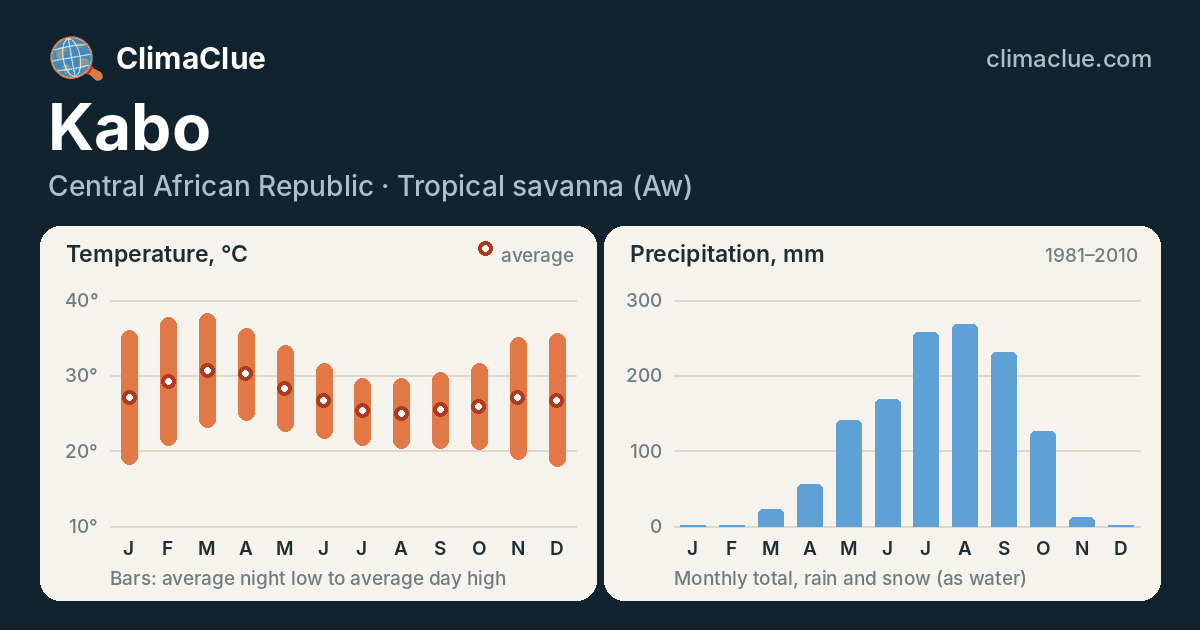 ClimaClue
climaclue.com
Kabo
Central African Republic · Tropical savanna (Aw)
Temperature, °C
average
40°
30°
20°
10°
J F M A M J J A S O N D
Bars: average night low to average day high
Precipitation, mm
1981–2010
300
200
100
0
J F M A M J J A S O N D
Monthly total, rain and snow (as water)